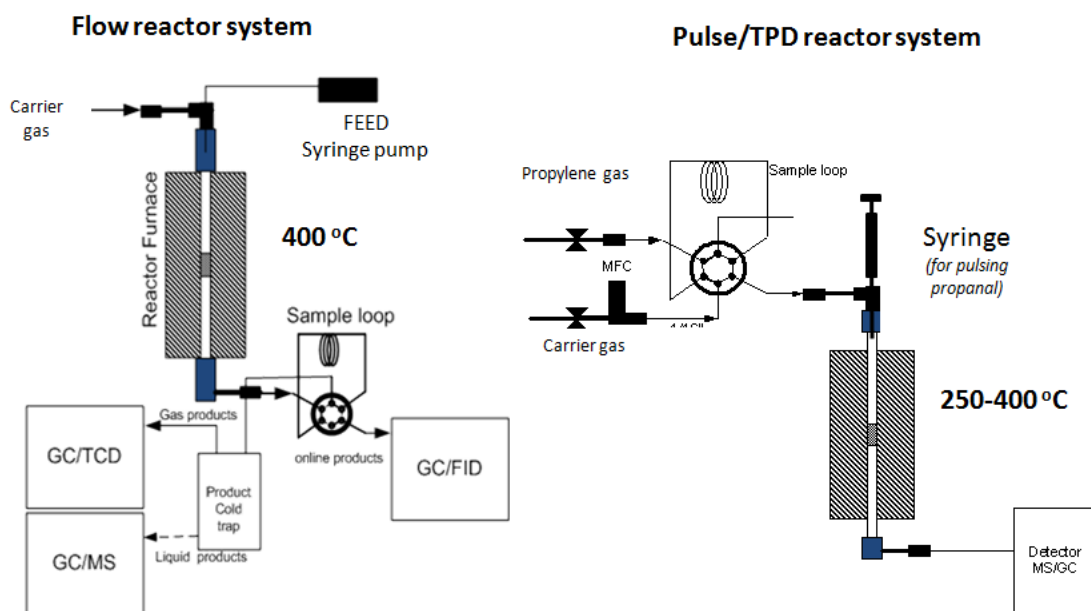 Flow reactor system
Carrier
gas
FEED
Syringe pump
Reactor Furnace
400 °C
Sample loop
Gas products
online products
GC/TCD
GC/FID
Product
Cold
trap
GC/MS
Liquid products
Pulse/TPD reactor system
Propylene gas
Sample loop
MFC
Syringe
(for pulsing
propanal)
Carrier gas
250-400 °C
Detector
MS/GC